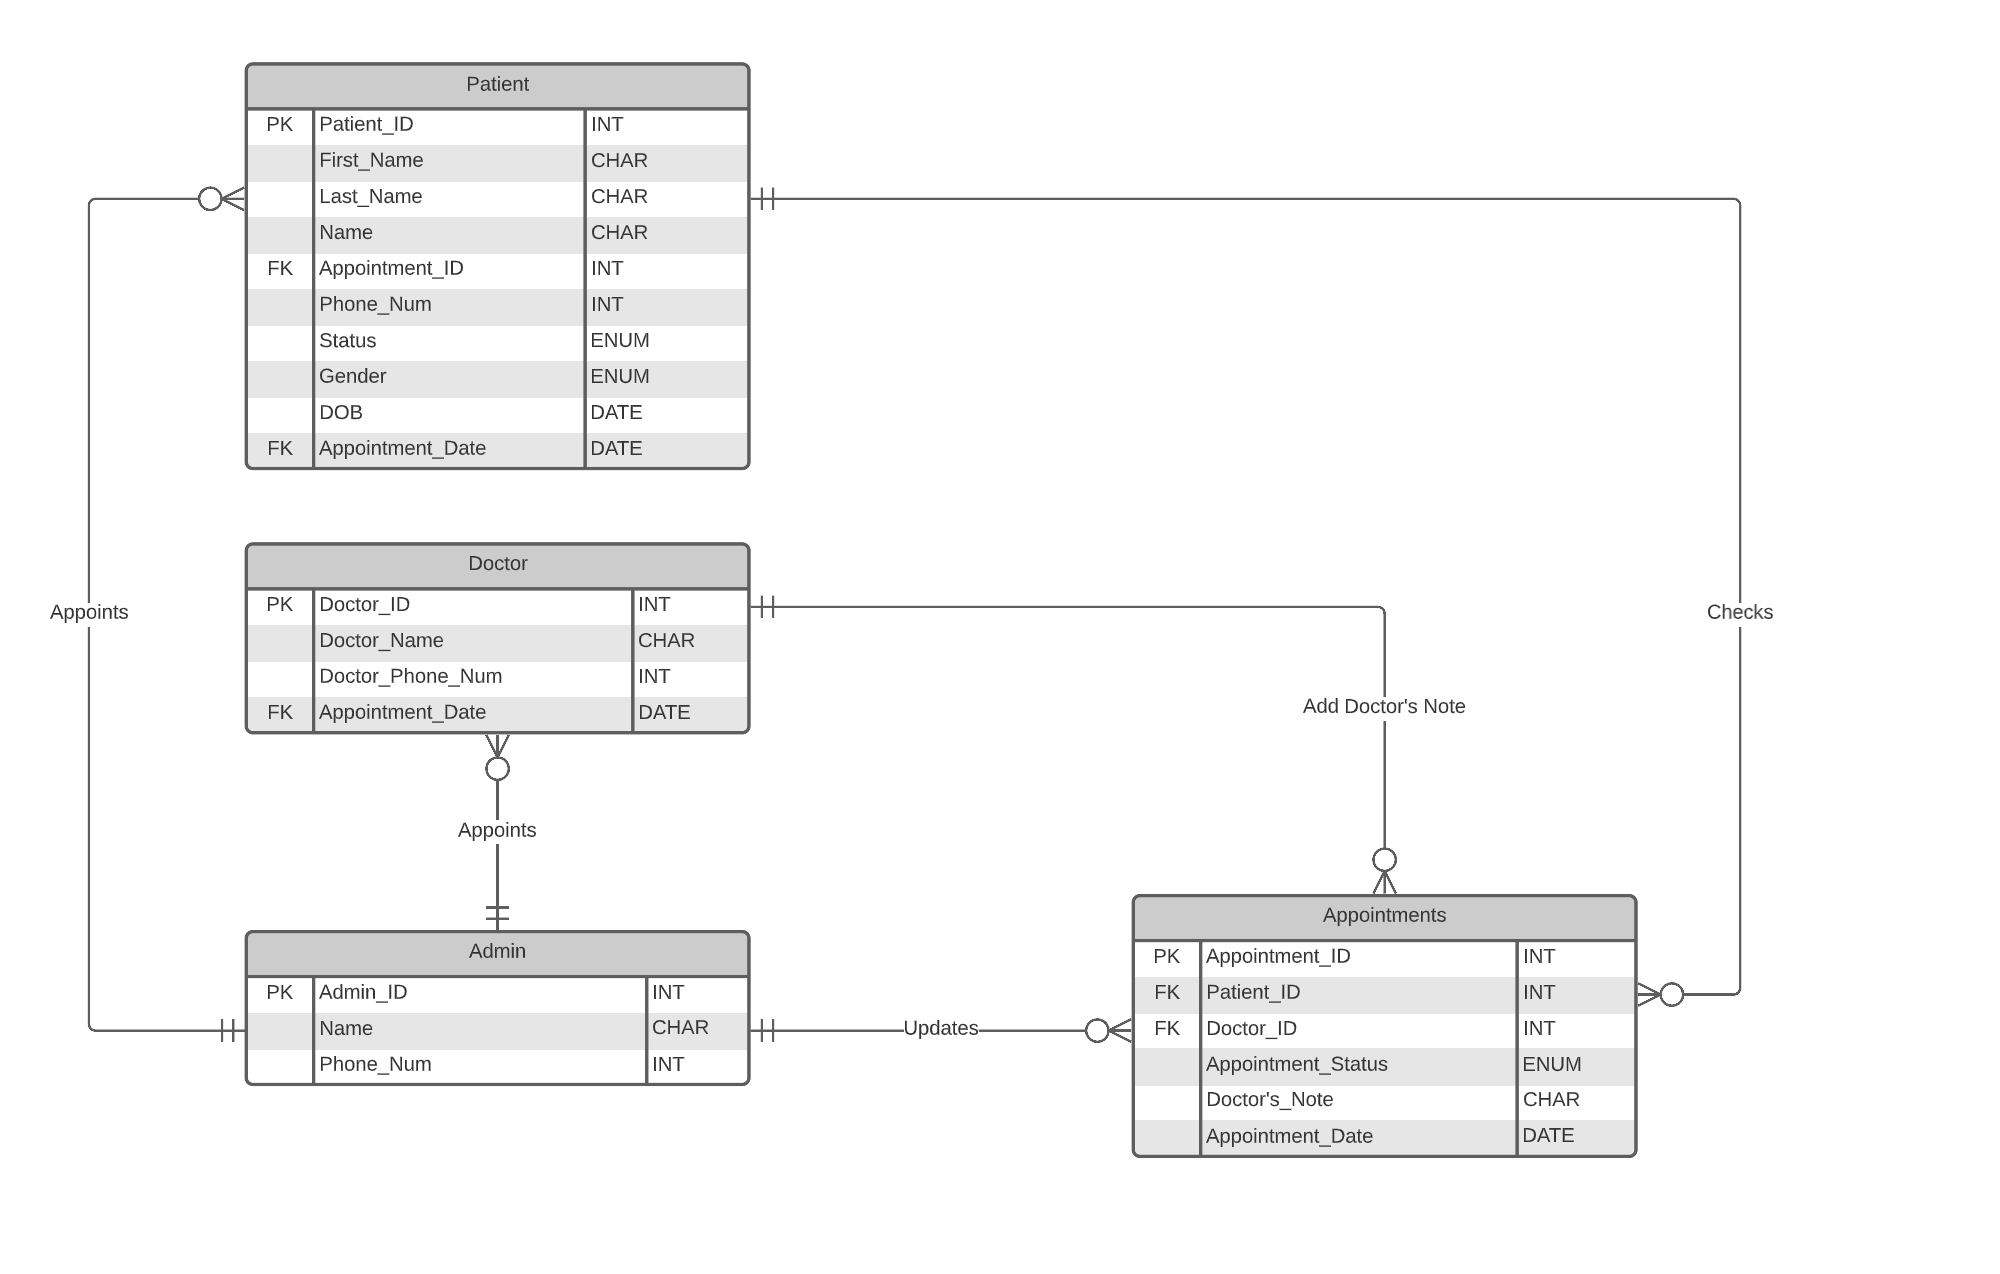 Patient
PK Patient_ID INT
First_Name CHAR
Last_Name CHAR
Name CHAR
FK Appointment_ID INT
Phone_Num INT
Status ENUM
Gender ENUM
DOB DATE
FK Appointment_Date DATE
Doctor
PK Doctor_ID INT
Doctor_Name CHAR
Doctor_Phone_Num INT
FK Appointment_Date DATE
Appoints
Checks
Add Doctor's Note
Appoints
Admin
PK Admin_ID INT
Name CHAR
Phone_Num INT
Updates
Appointments
PK Appointment_ID INT
FK Patient_ID INT
FK Doctor_ID INT
Appointment_Status ENUM
Doctor's_Note CHAR
Appointment_Date DATE